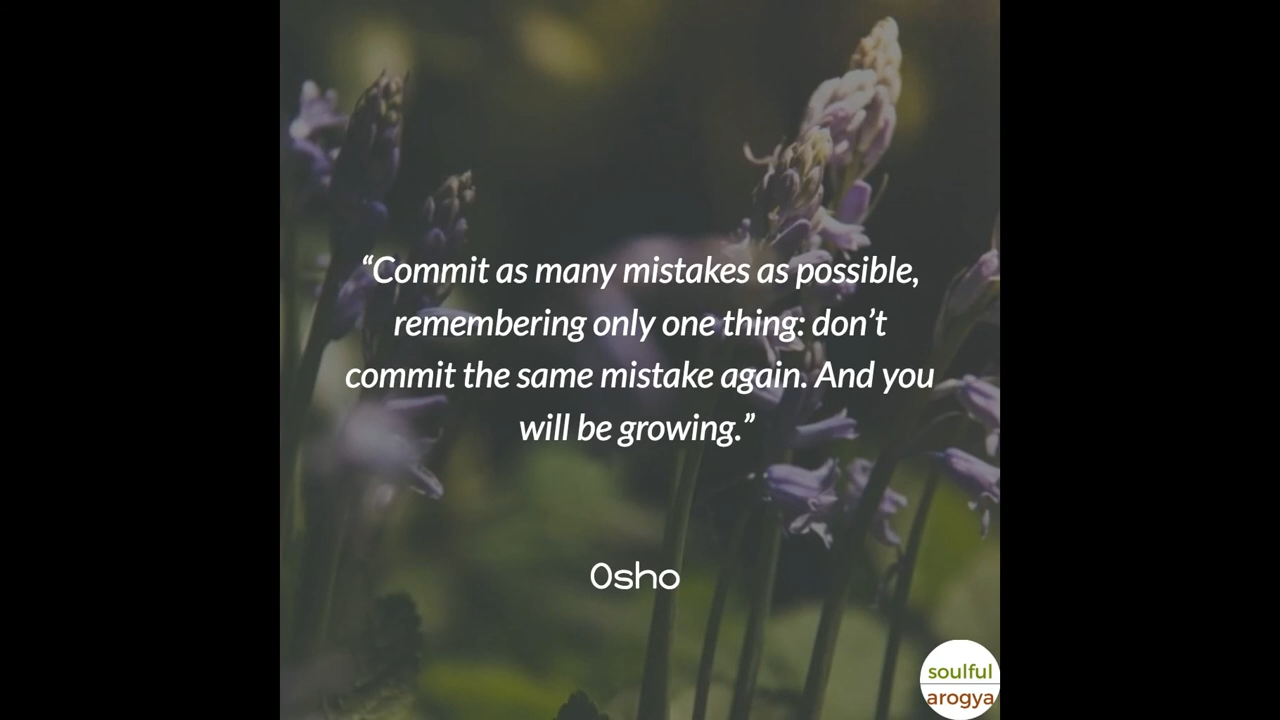 “Commit as many mistakes as possible,
remembering only one thing: don’t
commit the same mistake again. And you
will be growing.”
Osho
soulful
arogya